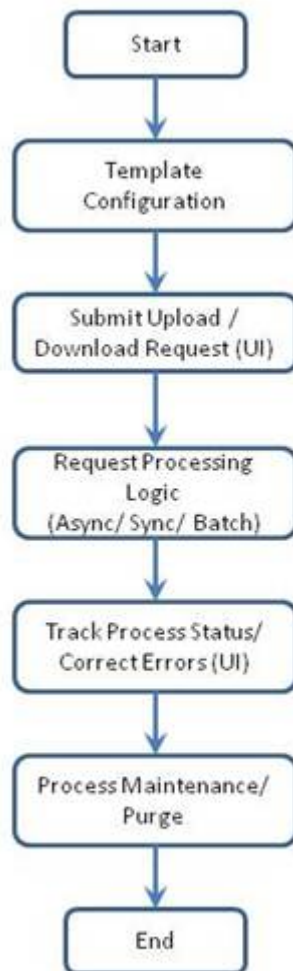 Start
Template
Configuration
Submit Upload /
Download Request (UI)
Request Processing
Logic
(Async/ Sync/ Batch)
Track Process Status/
Correct Errors (UI)
Process Maintenance/
Purge
End